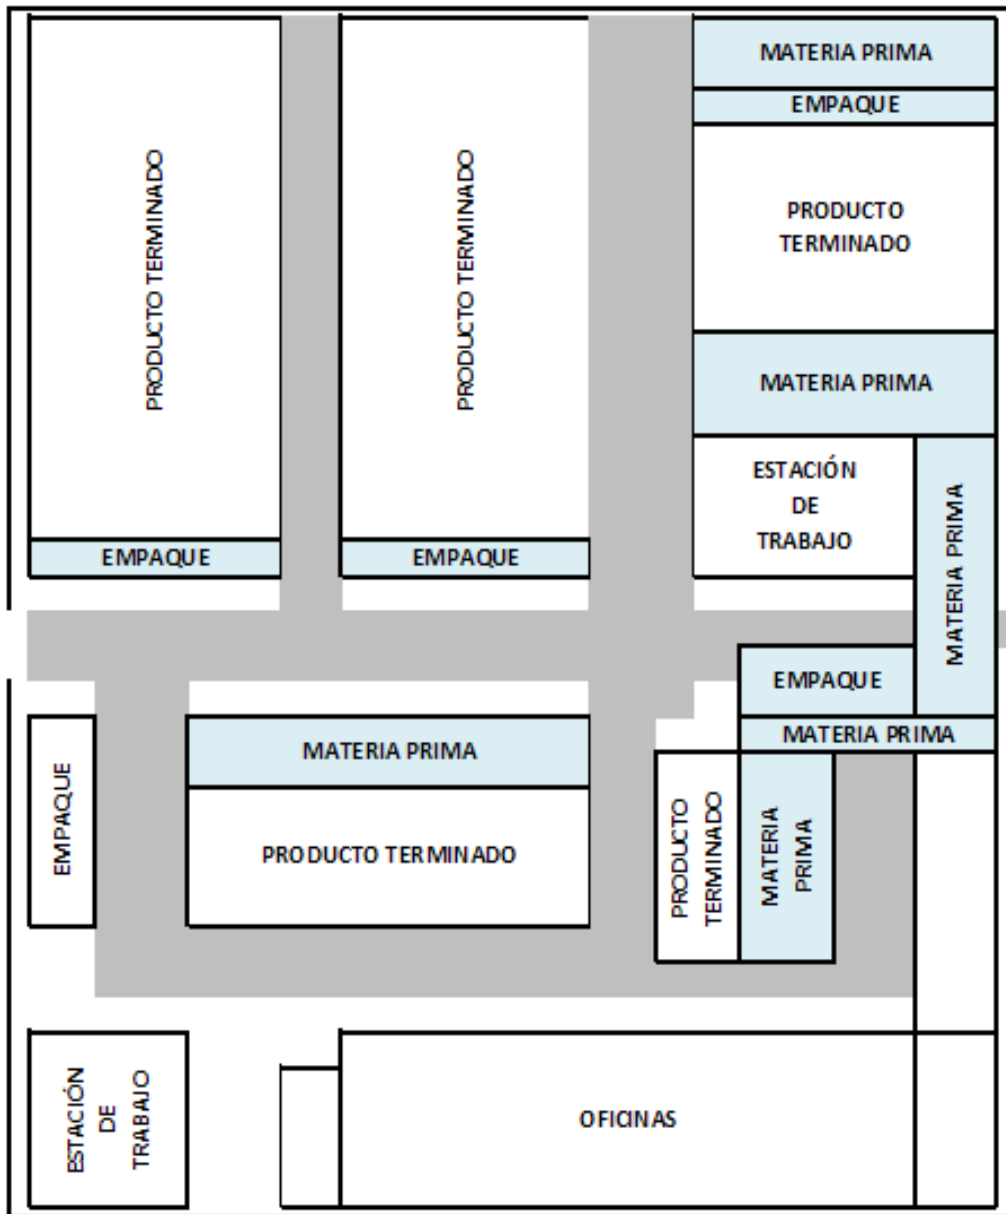 PRODUCTO TERMINADO
EMPAQUE
PRODUCTO TERMINADO
EMPAQUE
MATERIA PRIMA
EMPAQUE
PRODUCTO
TERMINADO
MATERIA PRIMA
ESTACIÓN
DE
TRABAJO
MATERIA PRIMA
EMPAQUE
MATERIA PRIMA
EMPAQUE
MATERIA PRIMA
PRODUCTO TERMINADO
PRODUCTO
TERMINADO
MATERIA
PRIMA
ESTACIÓN
DE
TRABAJO
OFICINAS